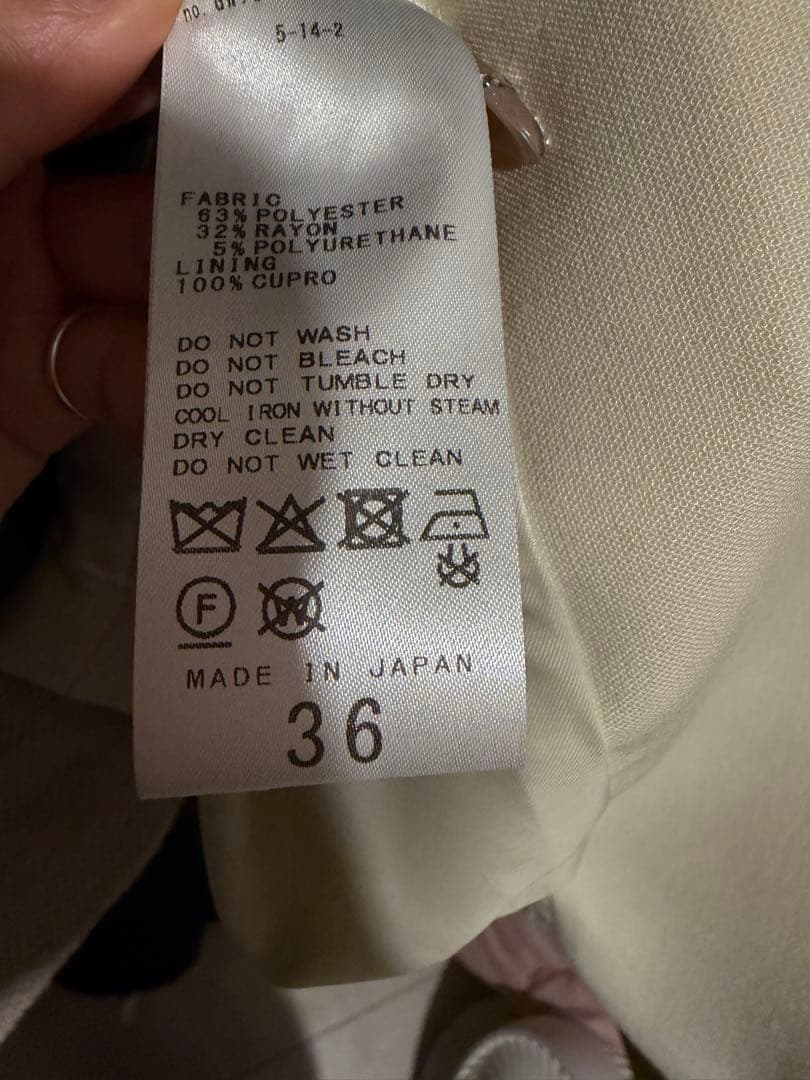 no.
5-14-2
FABRIC
63% POLYESTER
32% RAYON
5% POLYURETHANE
LINING
100% CUPRO
DO NOT WASH
DO NOT BLEACH
DO NOT TUMBLE DRY
COOL IRON WITHOUT STEAM
DRY CLEAN
DO NOT WET CLEAN
F W
MADE IN JAPAN
36